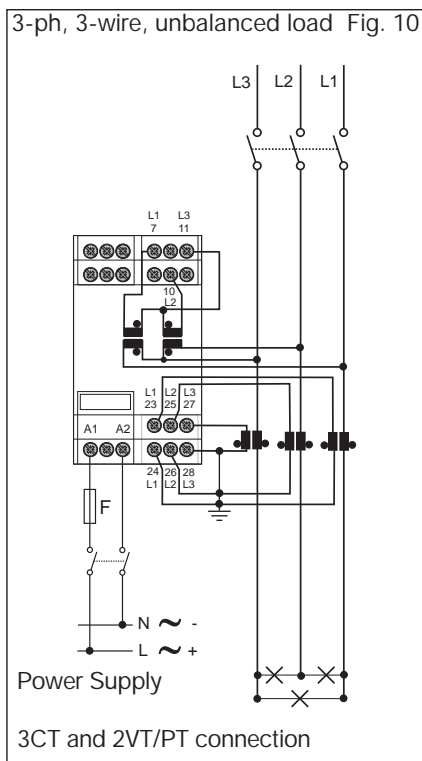 3-ph, 3-wire, unbalanced load Fig. 10
L3 L2 L1
L1 L3
7 11
10
L2
L1 L2 L3
23 25 27
A1 A2
24 26 28
L1 L2 L3
F
N ~ -
L ~ +
Power Supply
3CT and 2VT/PT connection